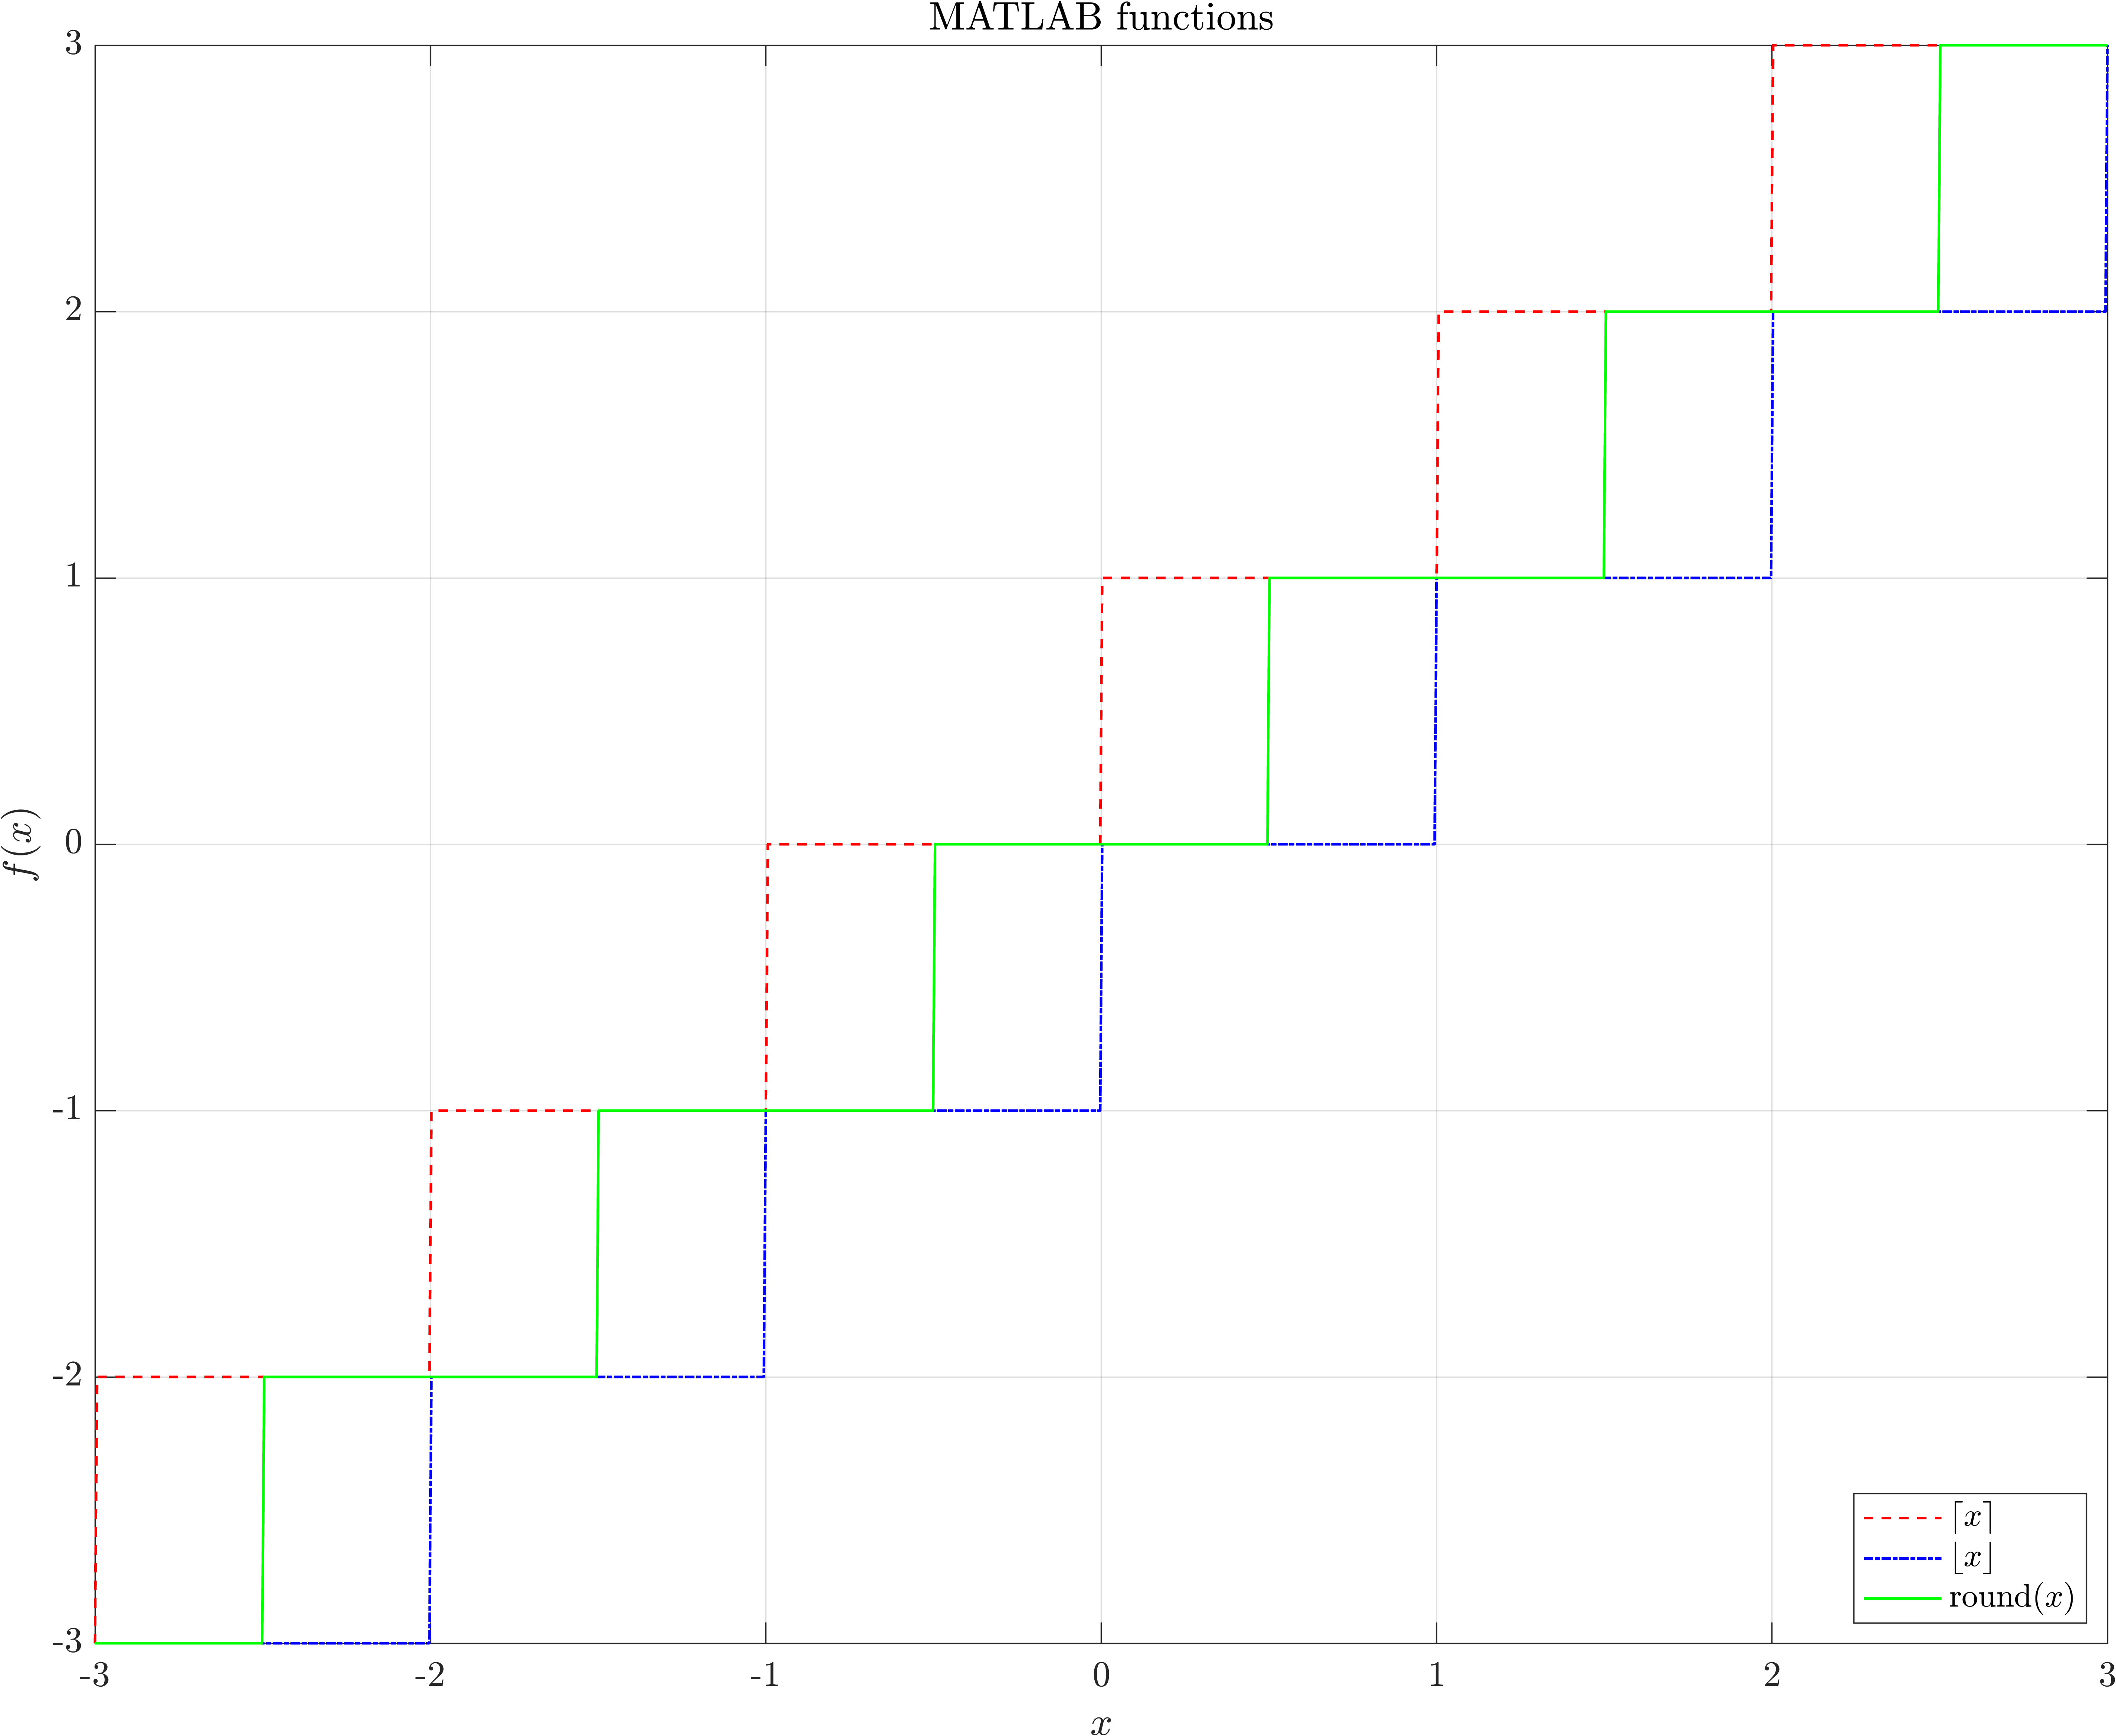 MATLAB functions
3
2
1
0
-1
-2
-3
f(x)
-3 -2 -1 0 1 2 3
x
⌈x⌉
⌊x⌋
round(x)